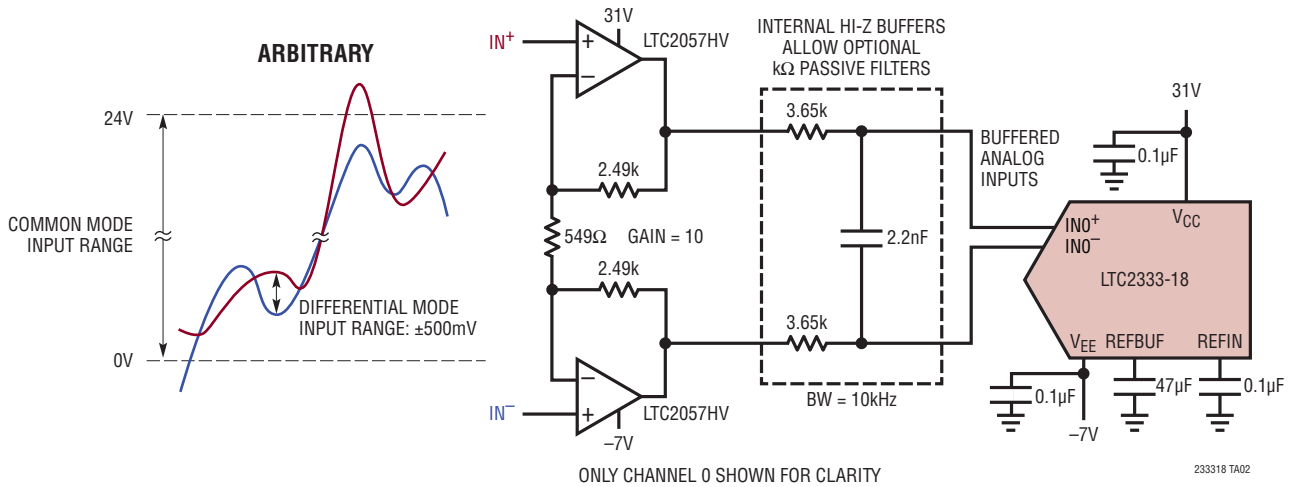 ARBITRARY
24V
COMMON MODE
INPUT RANGE
DIFFERENTIAL MODE
INPUT RANGE: ±500mV
0V
31V
IN+
LTC2057HV
+
−
2.49k
549Ω
GAIN = 10
2.49k
−
+
IN−
LTC2057HV
–7V
INTERNAL HI-Z BUFFERS
ALLOW OPTIONAL
kΩ PASSIVE FILTERS
3.65k
2.2nF
3.65k
BW = 10kHz
BUFFERED
ANALOG
INPUTS
31V
0.1µF
VCC
IN0+
IN0−
LTC2333-18
VEE
REFBUF
REFIN
0.1µF
47µF
0.1µF
–7V
ONLY CHANNEL 0 SHOWN FOR CLARITY
233318 TA02